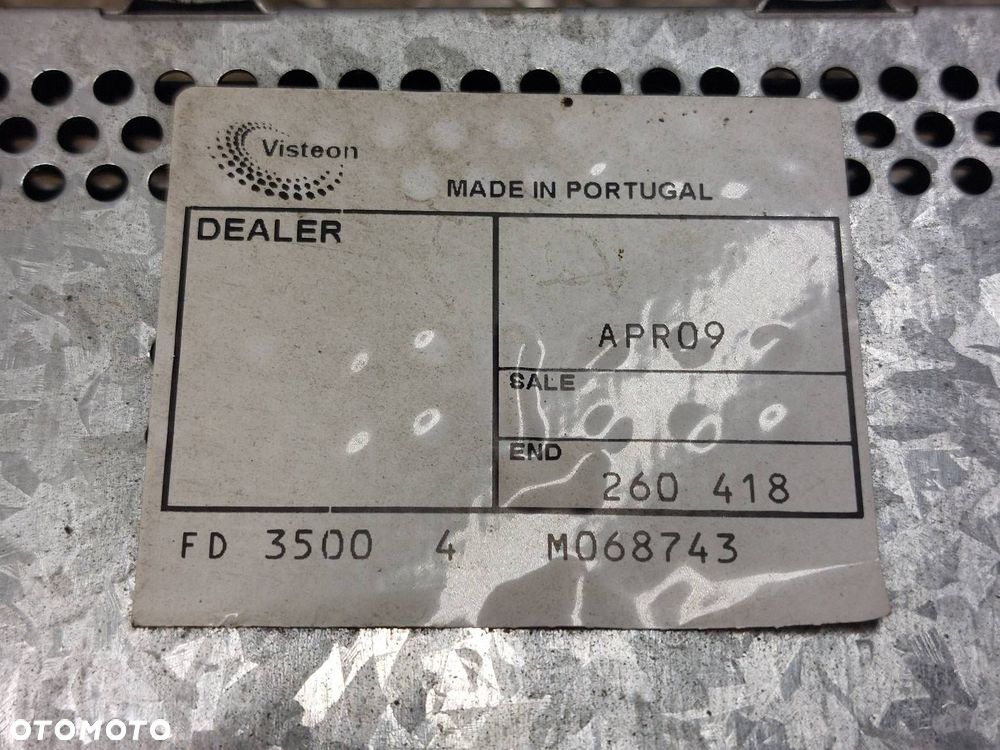 Visteon
MADE IN PORTUGAL
DEALER
APR09
SALE
END
260 418
FD 3500 4 M068743
OTOMOTO